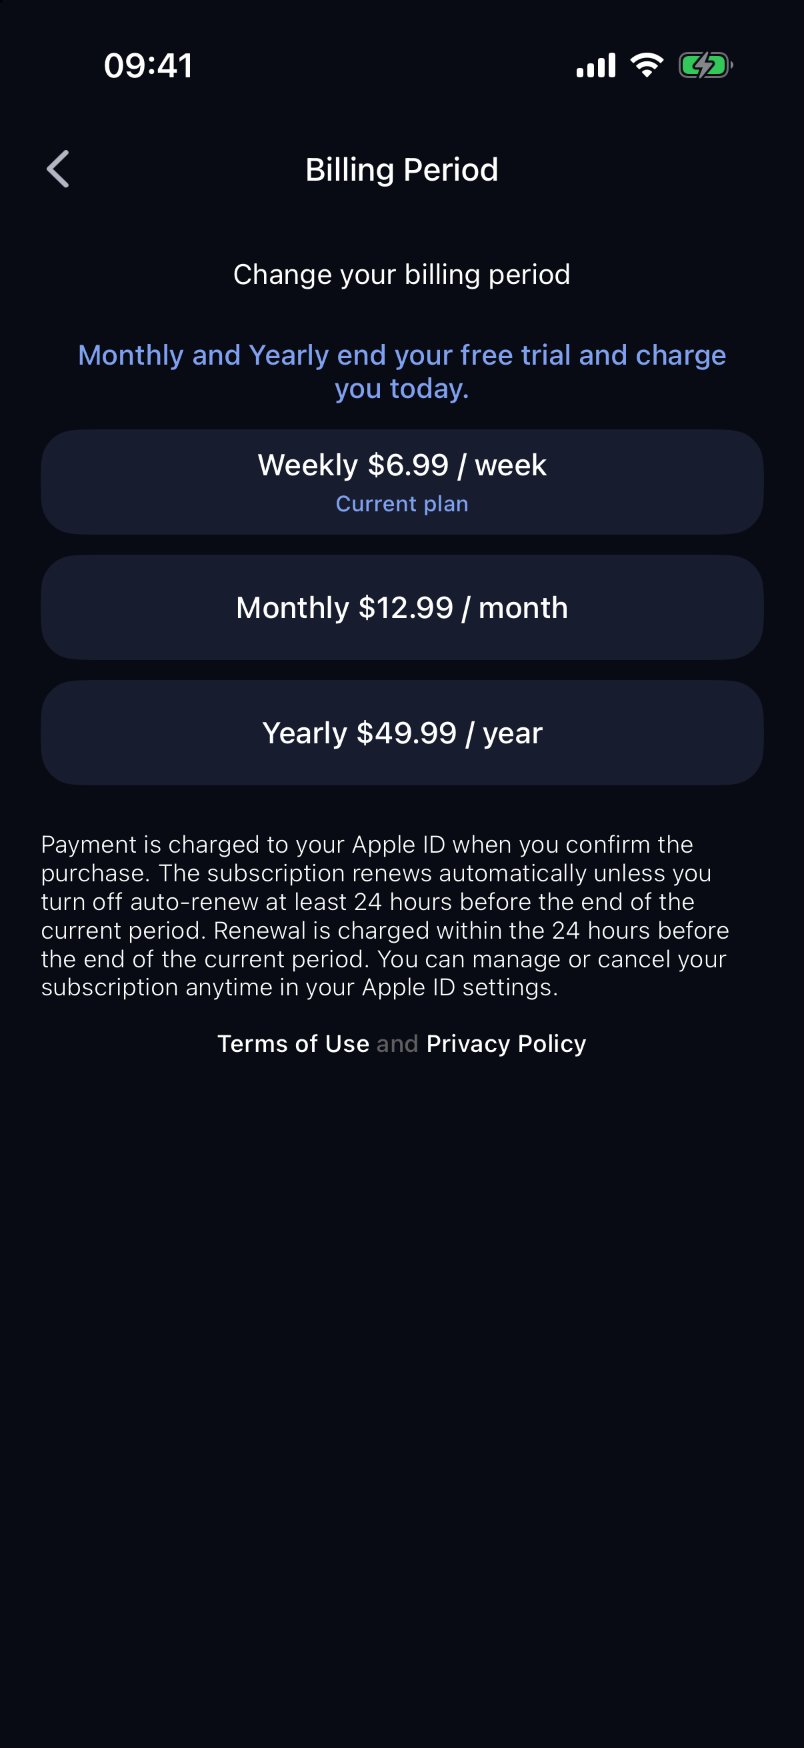 09:41
Billing Period
Change your billing period
Monthly and Yearly end your free trial and charge
you today.
Weekly $6.99 / week
Current plan
Monthly $12.99 / month
Yearly $49.99 / year
Payment is charged to your Apple ID when you confirm the
purchase. The subscription renews automatically unless you
turn off auto-renew at least 24 hours before the end of the
current period. Renewal is charged within the 24 hours before
the end of the current period. You can manage or cancel your
subscription anytime in your Apple ID settings.
Terms of Use and Privacy Policy